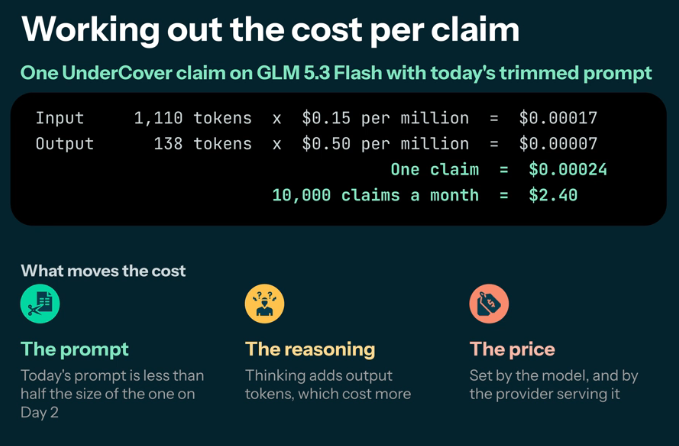 Working out the cost per claim
One UnderCover claim on GLM 5.3 Flash with today's trimmed prompt
Input 1,110 tokens x $0.15 per million = $0.00017
Output 138 tokens x $0.50 per million = $0.00007
One claim = $0.00024
10,000 claims a month = $2.40
What moves the cost
The prompt
Today's prompt is less than
half the size of the one on
Day 2
The reasoning
Thinking adds output
tokens, which cost more
The price
Set by the model, and by
the provider serving it